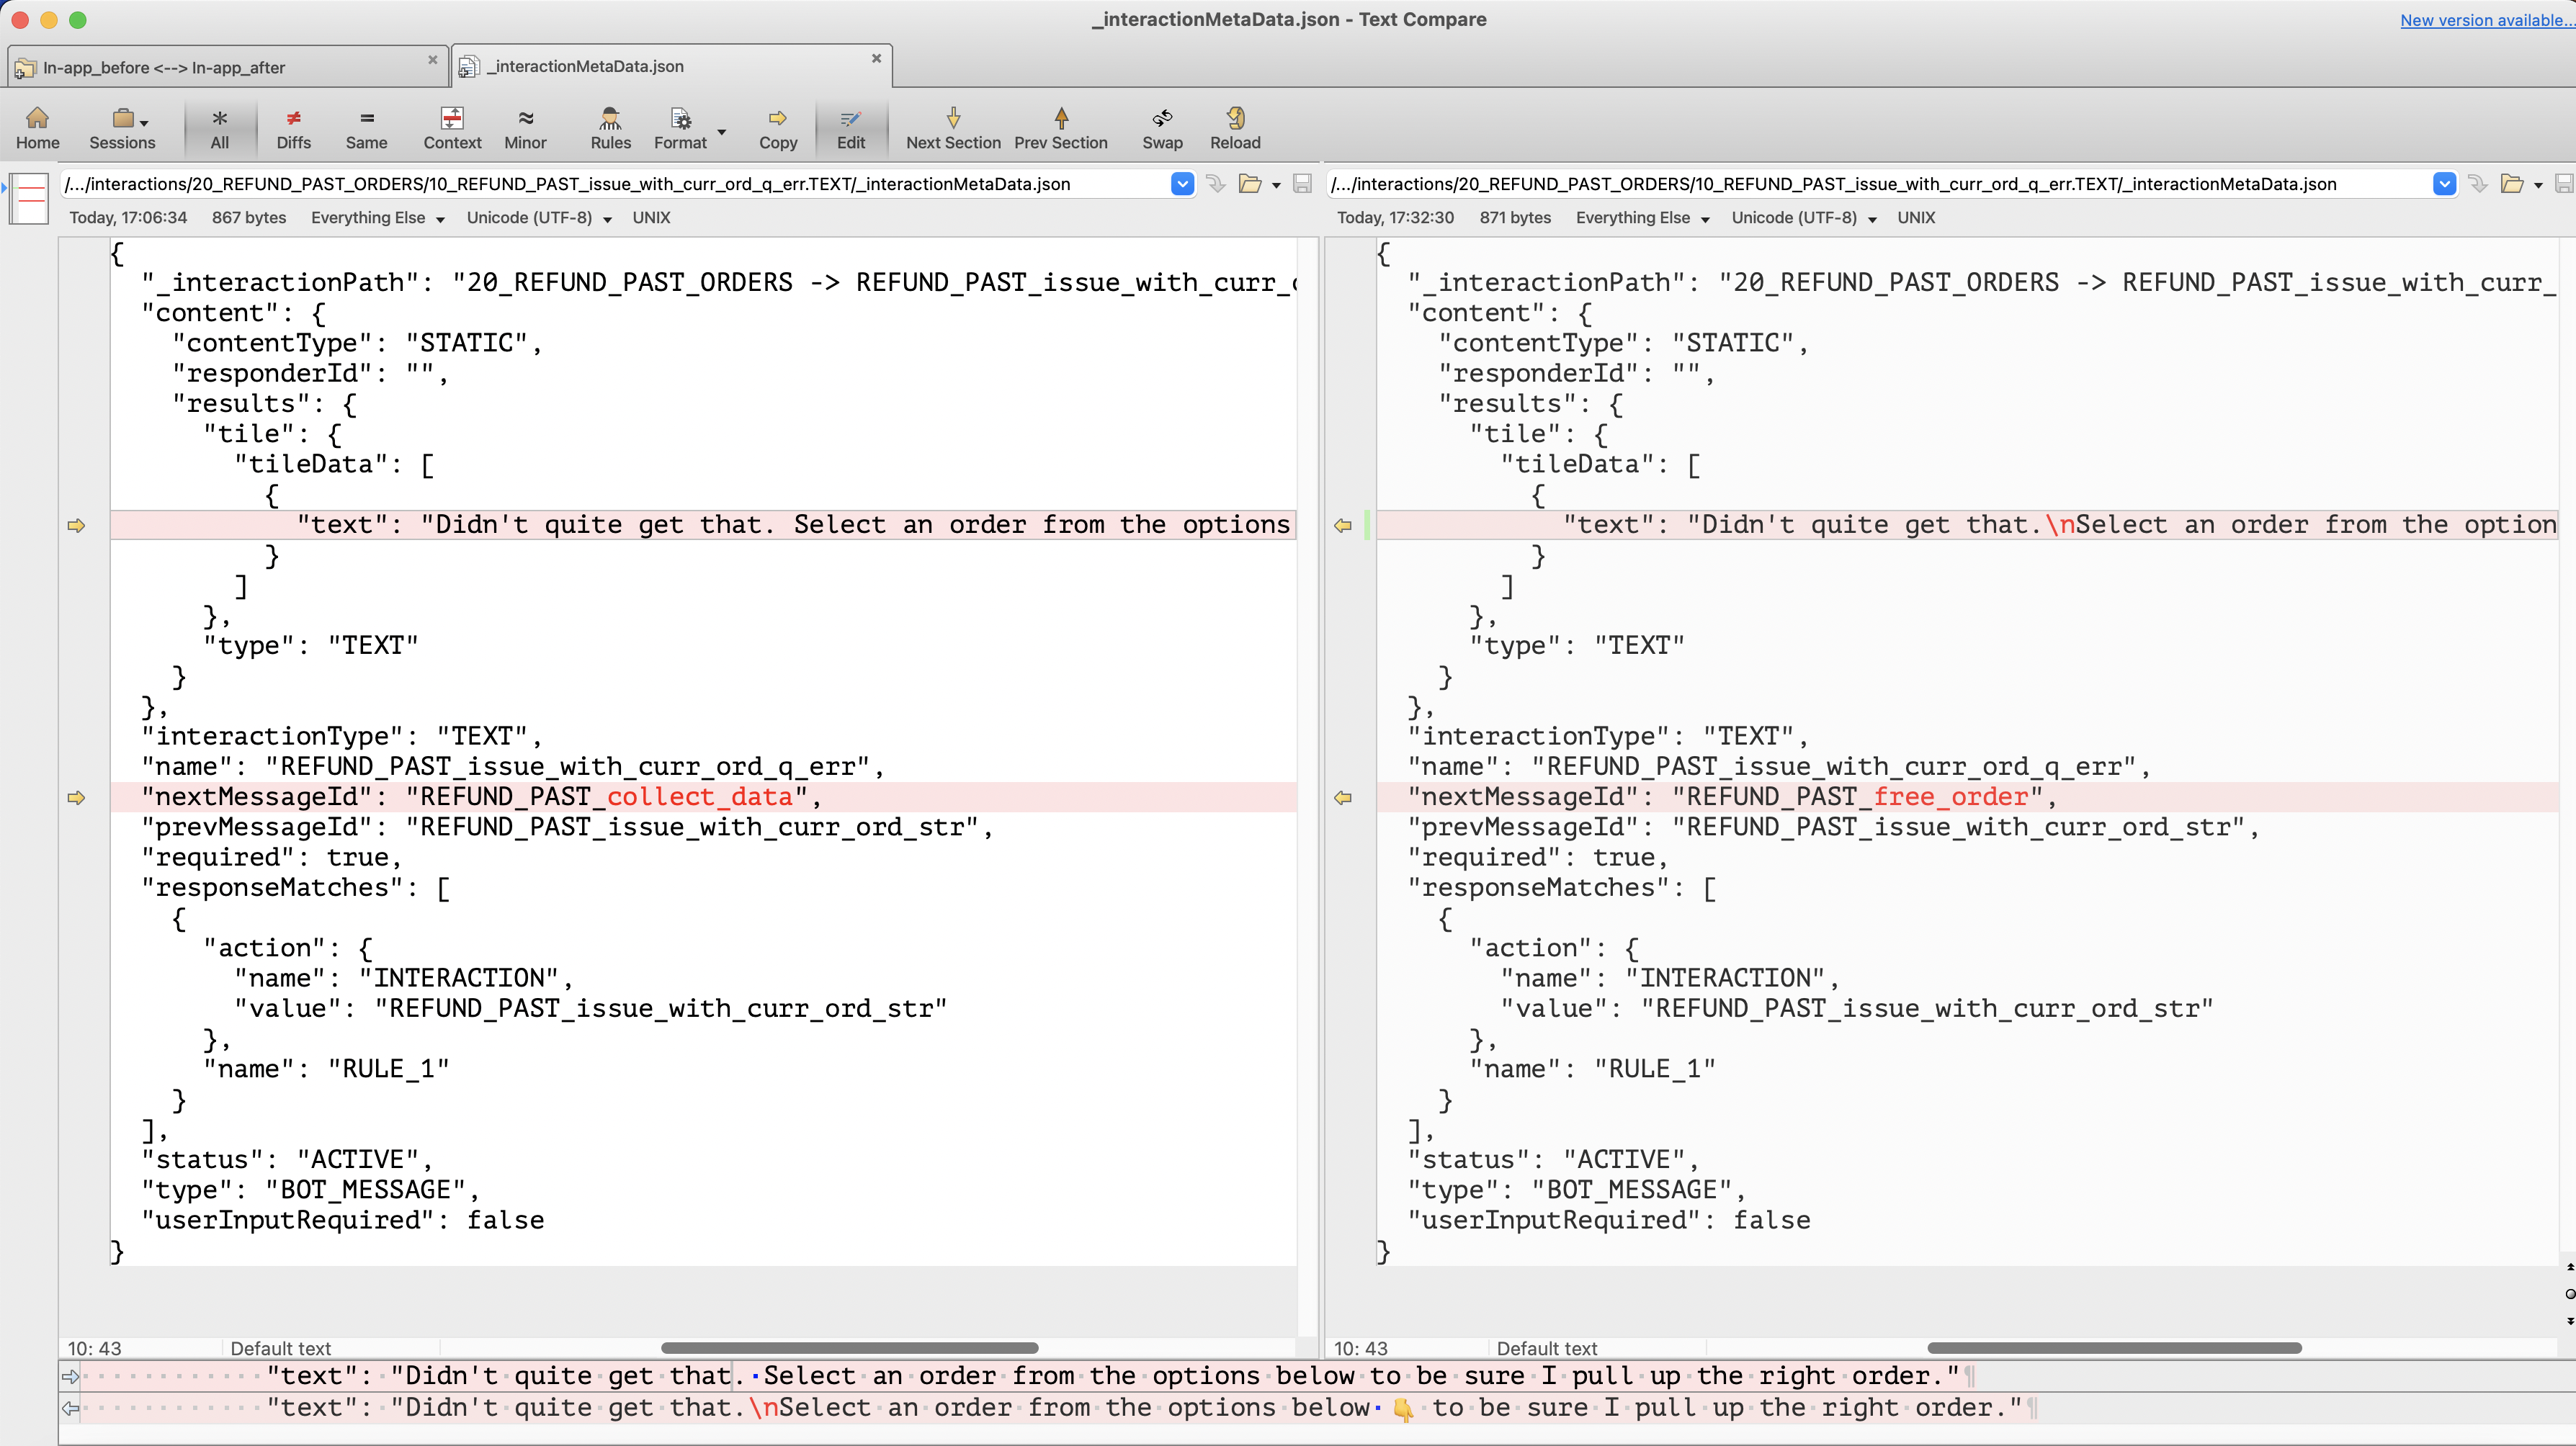 _interactionMetaData.json - Text Compare
New version available...
In-app_before <--> In-app_after
_interactionMetaData.json
Home Sessions All Diffs Same Context Minor Rules Format Copy Edit Next Section Prev Section Swap Reload
/.../interactions/20_REFUND_PAST_ORDERS/10_REFUND_PAST_issue_with_curr_ord_q_err.TEXT/_interactionMetaData.json
Today, 17:06:34 867 bytes Everything Else Unicode (UTF-8) UNIX
{
"_interactionPath": "20_REFUND_PAST_ORDERS -> REFUND_PAST_issue_with_curr_
"content": {
"contentType": "STATIC",
"responderId": "",
"results": {
"tile": {
"tileData": [
{
"text": "Didn't quite get that. Select an order from the options
}
]
},
"type": "TEXT"
}
},
"interactionType": "TEXT",
"name": "REFUND_PAST_issue_with_curr_ord_q_err",
"nextMessageId": "REFUND_PAST_collect_data",
"prevMessageId": "REFUND_PAST_issue_with_curr_ord_str",
"required": true,
"responseMatches": [
{
"action": {
"name": "INTERACTION",
"value": "REFUND_PAST_issue_with_curr_ord_str"
},
"name": "RULE_1"
}
],
"status": "ACTIVE",
"type": "BOT_MESSAGE",
"userInputRequired": false
}
10: 43 Default text
/.../interactions/20_REFUND_PAST_ORDERS/10_REFUND_PAST_issue_with_curr_ord_q_err.TEXT/_interactionMetaData.json
Today, 17:32:30 871 bytes Everything Else Unicode (UTF-8) UNIX
{
"_interactionPath": "20_REFUND_PAST_ORDERS -> REFUND_PAST_issue_with_curr_
"content": {
"contentType": "STATIC",
"responderId": "",
"results": {
"tile": {
"tileData": [
{
"text": "Didn't quite get that.\nSelect an order from the option
}
]
},
"type": "TEXT"
}
},
"interactionType": "TEXT",
"name": "REFUND_PAST_issue_with_curr_ord_q_err",
"nextMessageId": "REFUND_PAST_free_order",
"prevMessageId": "REFUND_PAST_issue_with_curr_ord_str",
"required": true,
"responseMatches": [
{
"action": {
"name": "INTERACTION",
"value": "REFUND_PAST_issue_with_curr_ord_str"
},
"name": "RULE_1"
}
],
"status": "ACTIVE",
"type": "BOT_MESSAGE",
"userInputRequired": false
}
10: 43 Default text
"text": "Didn't quite get that. Select an order from the options below to be sure I pull up the right order."¶
"text": "Didn't quite get that.\nSelect an order from the options below 👇 to be sure I pull up the right order."¶